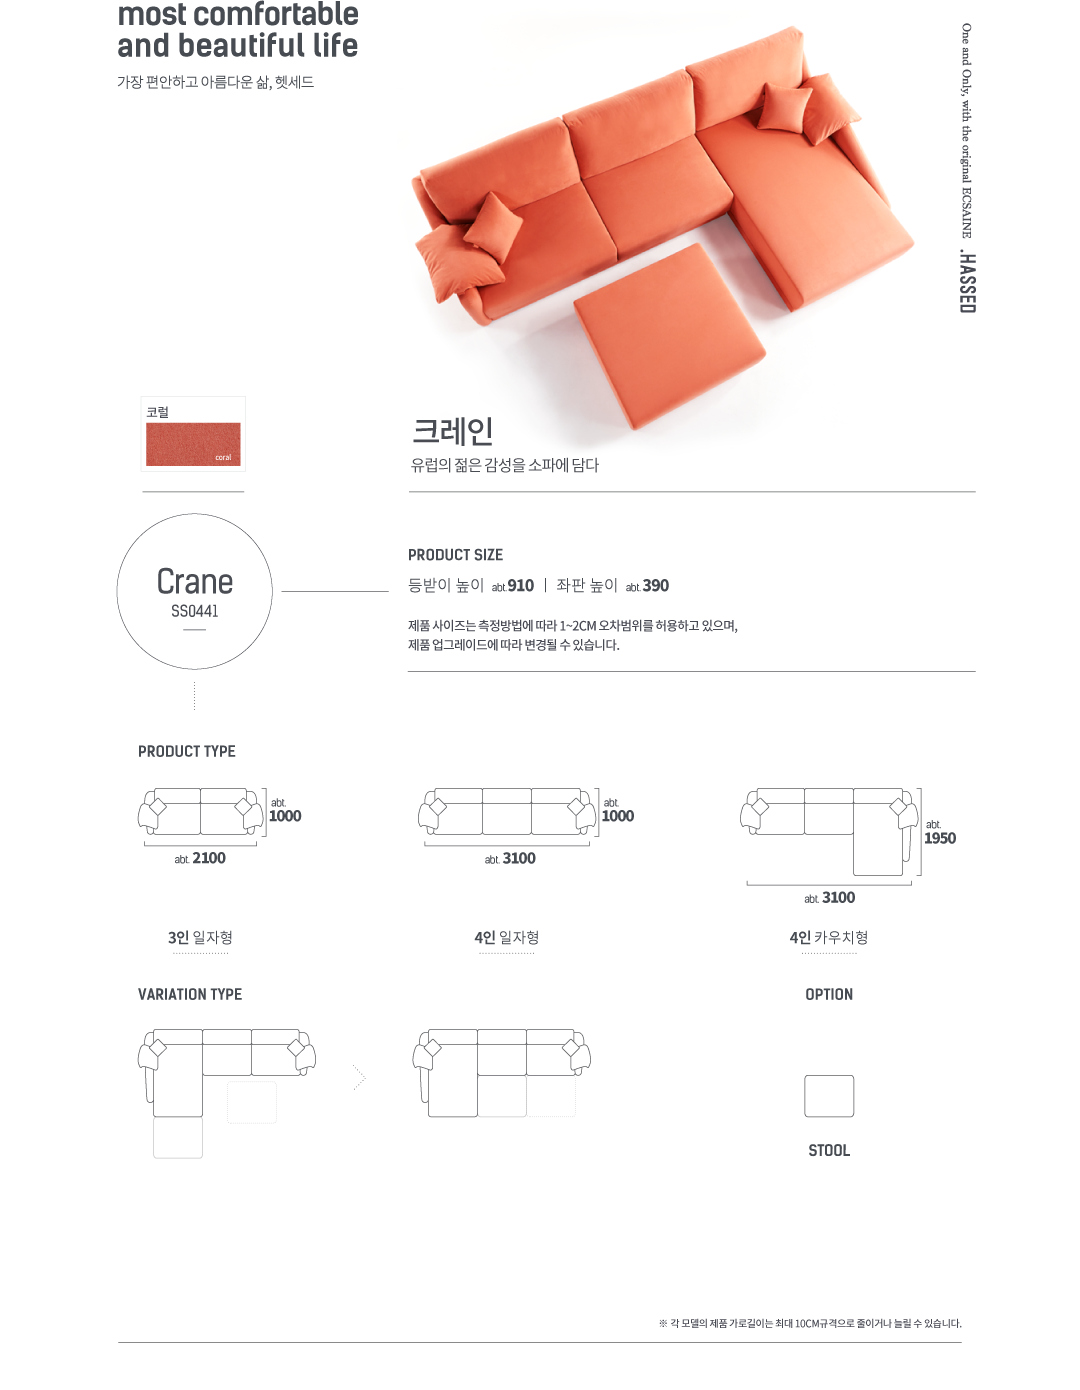 most comfortable
and beautiful life
가장 편안하고 아름다운 삶, 헷세드
One and Only, with the original ECSAINE .HASSED
코럴
coral
크레인
유럽의 젊은 감성을 소파에 담다
Crane
SS0441
PRODUCT SIZE
등받이 높이 abt.910 | 좌판 높이 abt.390
제품 사이즈는 측정방법에 따라 1~2CM 오차범위를 허용하고 있으며,
제품 업그레이드에 따라 변경될 수 있습니다.
PRODUCT TYPE
abt.
1000
abt. 2100
3인 일자형
abt.
1000
abt. 3100
4인 일자형
abt.
1950
abt. 3100
4인 카우치형
VARIATION TYPE
OPTION
STOOL
※ 각 모델의 제품 가로길이는 최대 10CM규격으로 줄이거나 늘릴 수 있습니다.